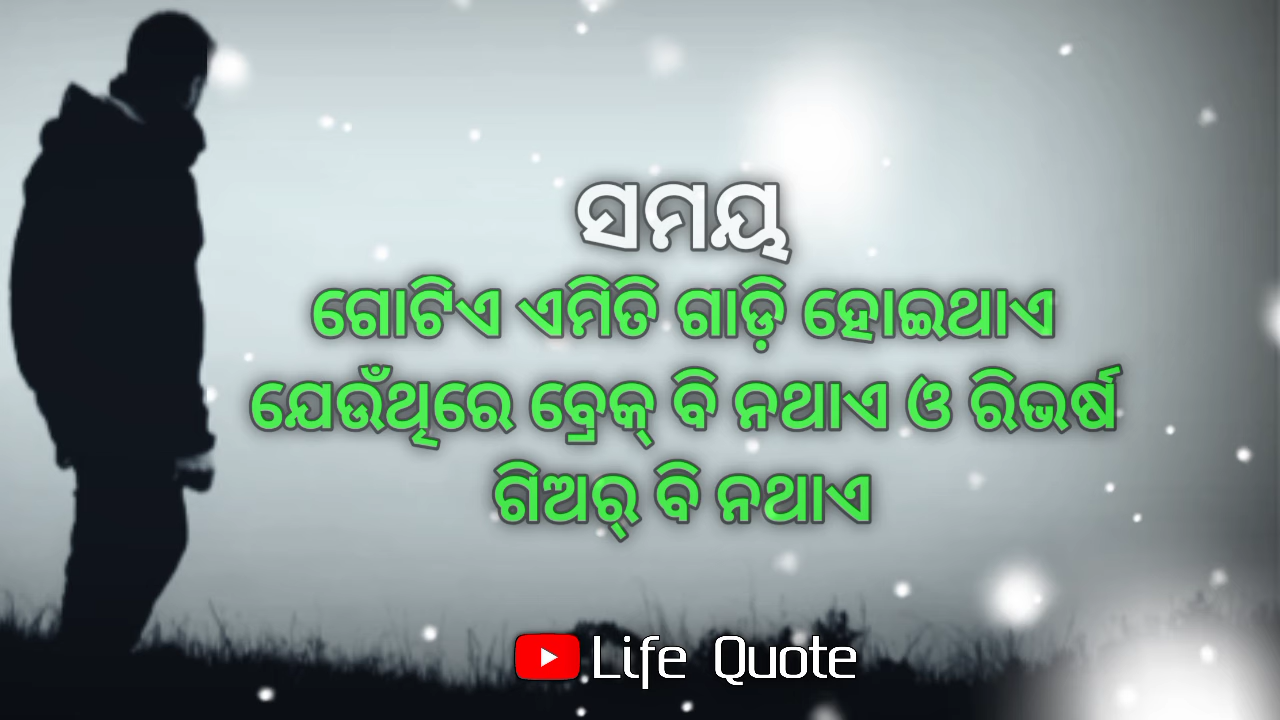 ସମୟ
ଗୋଟିଏ ଏମିତି ଗାଡ଼ି ହୋଇଥାଏ
ଯେଉଁଥିରେ ବ୍ରେକ୍ ବି ନଥାଏ ଓ ରିଭର୍ଷ
ଗିଅର୍ ବି ନଥାଏ
Life Quote